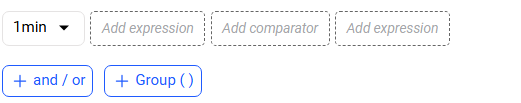 1min Add expression Add comparator Add expression
+ and / or + Group ( )